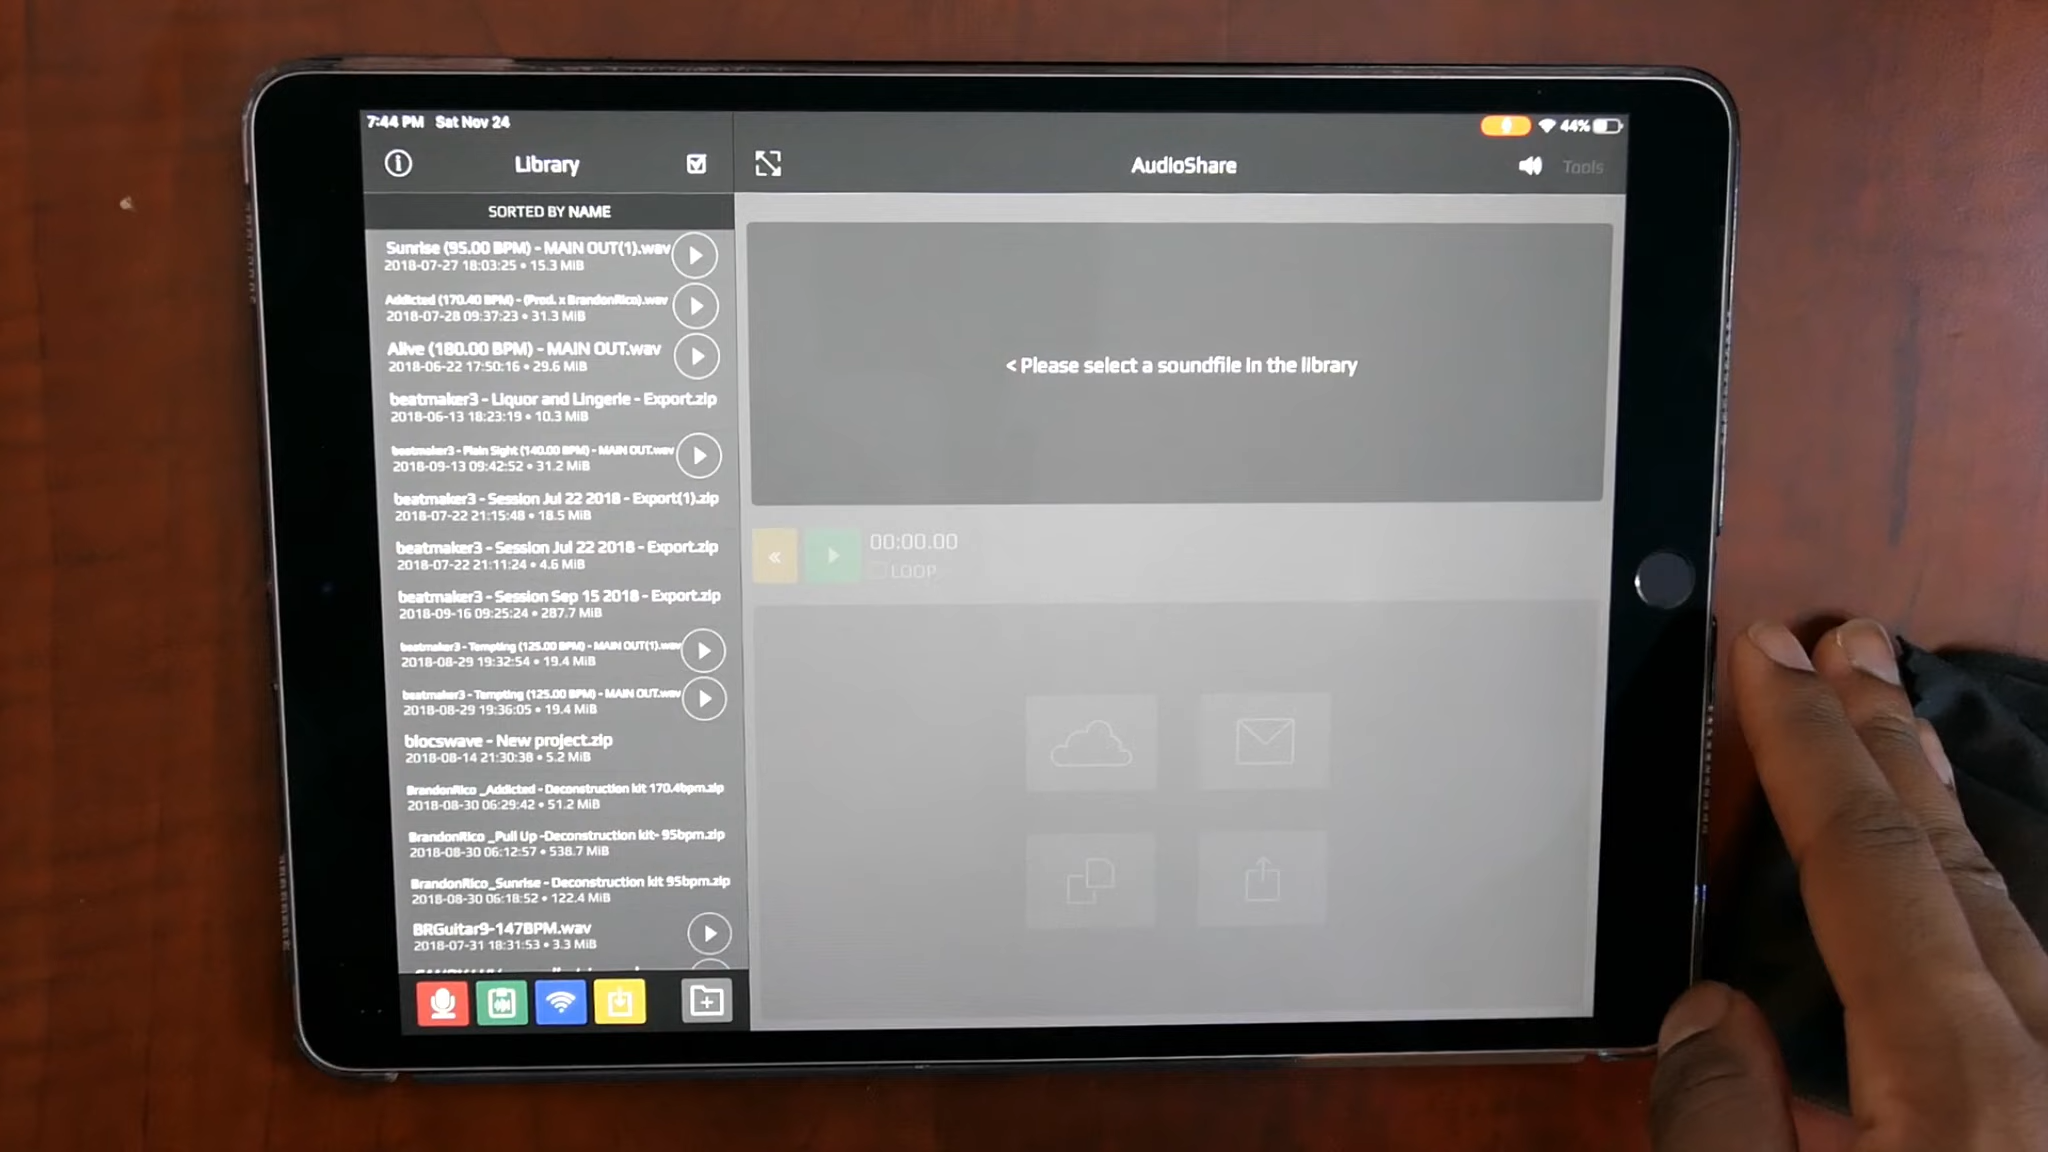 7:44 PM Sat Nov 24
44%
Library
AudioShare
Tools
SORTED BY NAME
Sunrise (95.00 BPM) - MAIN OUT(1).wav
2018-07-27 18:03:25 • 15.3 MiB
Addicted (170.40 BPM) - (Prod. x BrandonRico).wav
2018-07-28 09:37:23 • 31.3 MiB
Alive (180.00 BPM) - MAIN OUT.wav
2018-06-22 17:50:16 • 29.6 MiB
beatmaker3 - Liquor and Lingerie - Export.zip
2018-06-13 18:23:19 • 10.3 MiB
beatmaker3 - Plain Sight (140.00 BPM) - MAIN OUT.wav
2018-09-13 09:42:52 • 31.2 MiB
beatmaker3 - Session Jul 22 2018 - Export(1).zip
2018-07-22 21:15:48 • 18.5 MiB
beatmaker3 - Session Jul 22 2018 - Export.zip
2018-07-22 21:11:24 • 4.6 MiB
beatmaker3 - Session Sep 15 2018 - Export.zip
2018-09-16 09:25:24 • 287.7 MiB
beatmaker3 - Tempting (125.00 BPM) - MAIN OUT(1).wav
2018-08-29 19:32:54 • 19.4 MiB
beatmaker3 - Tempting (125.00 BPM) - MAIN OUT.wav
2018-08-29 19:36:05 • 19.4 MiB
blocswave - New project.zip
2018-08-14 21:30:38 • 5.2 MiB
BrandonRico _Addicted - Deconstruction kit 170.4bpm.zip
2018-08-30 06:29:42 • 51.2 MiB
BrandonRico _Pull Up -Deconstruction kit- 95bpm.zip
2018-08-30 06:12:57 • 538.7 MiB
BrandonRico_Sunrise - Deconstruction kit 95bpm.zip
2018-08-30 06:18:52 • 122.4 MiB
BRGuitar9-147BPM.wav
2018-07-31 18:31:53 • 3.3 MiB
< Please select a soundfile in the library
00:00.00
LOOP